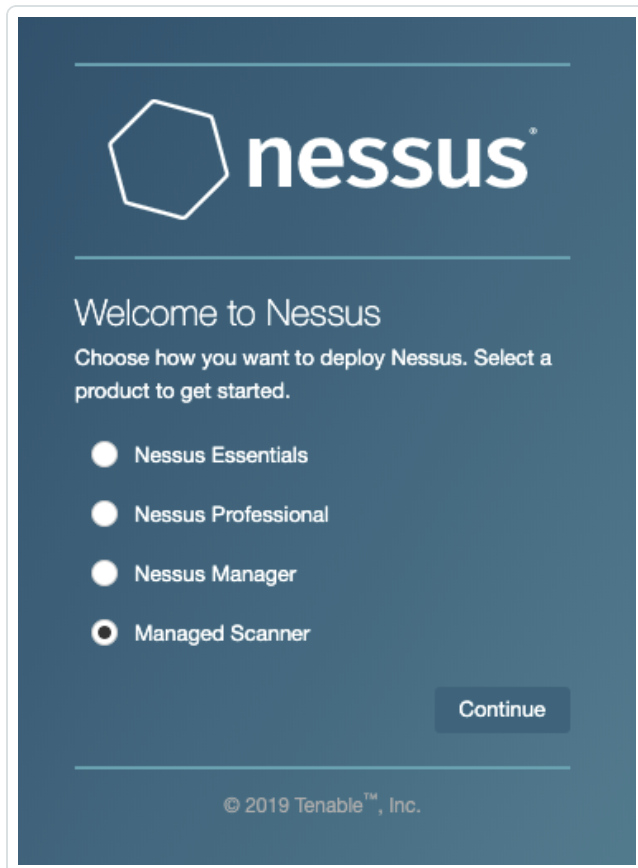 nessus®
Welcome to Nessus
Choose how you want to deploy Nessus. Select a
product to get started.
Nessus Essentials
Nessus Professional
Nessus Manager
Managed Scanner
Continue
© 2019 Tenable™, Inc.